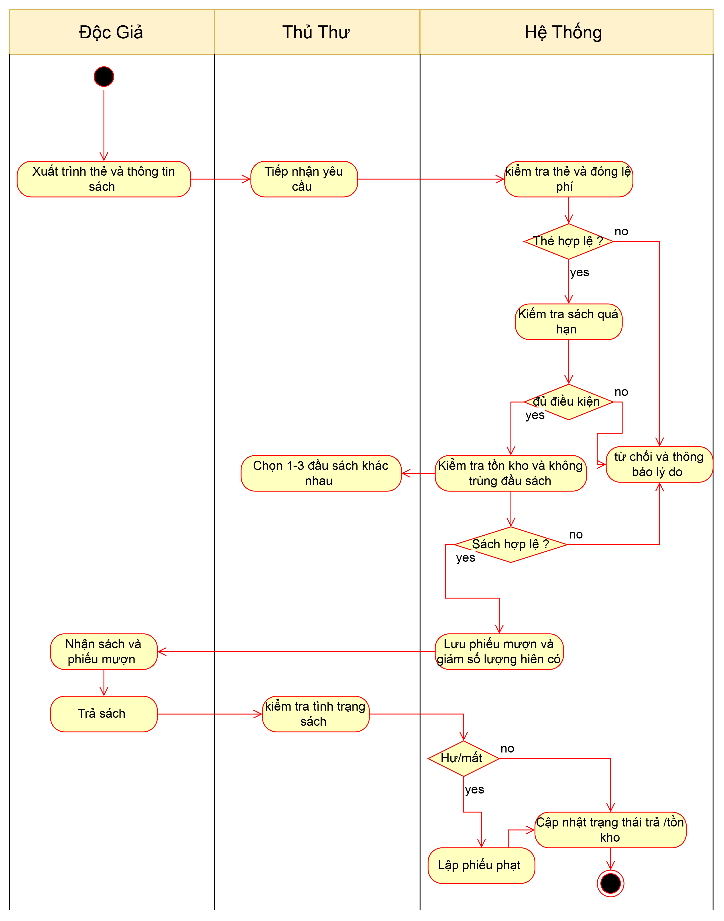 Độc Giả
Thủ Thư
Hệ Thống
Xuất trình thẻ và thông tin
sách
Tiếp nhận yêu
cầu
kiểm tra thẻ và đóng lệ
phí
Thẻ hợp lệ ?
no
yes
Kiểm tra sách quá
hạn
đủ điều kiện
no
yes
Chọn 1-3 đầu sách khác
nhau
Kiểm tra tồn kho và không
trùng đầu sách
từ chối và thông
báo lý do
Sách hợp lệ ?
no
yes
Nhận sách và
phiếu mượn
Lưu phiếu mượn và
giảm số lượng hiên có
Trả sách
kiểm tra tình trạng
sách
Hư/mất
no
yes
Cập nhật trạng thái trả /tồn
kho
Lập phiếu phạt